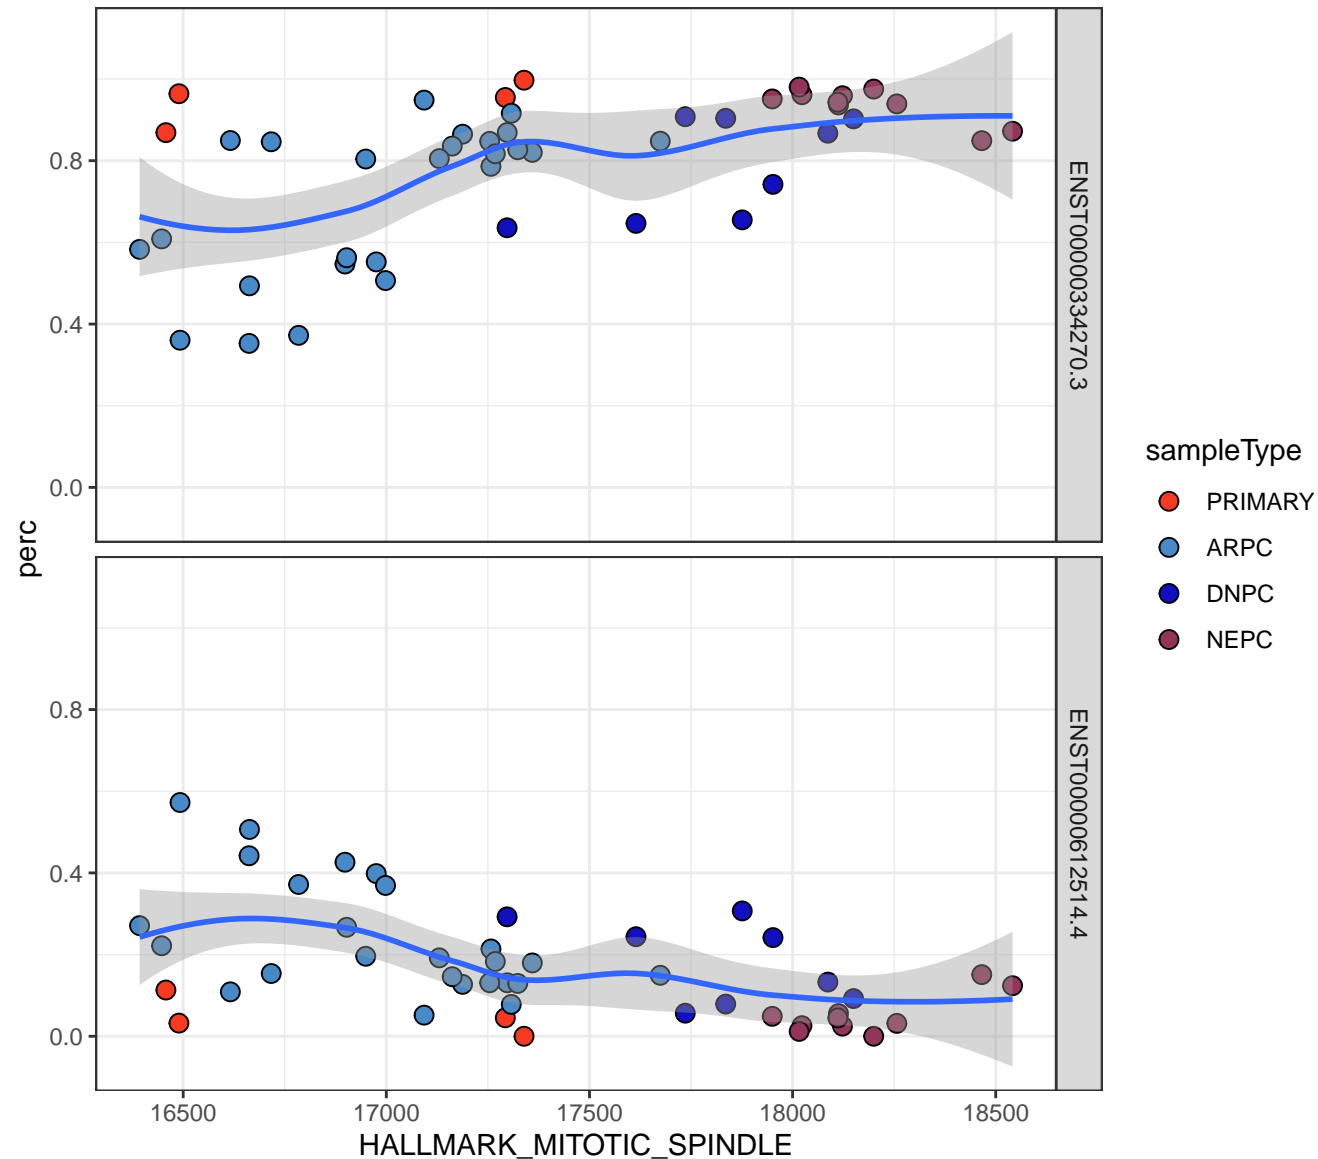 0.8
0.4
0.0
ENST00000334270.3
perc
0.8
0.4
0.0
ENST00000612514.4
16500 17000 17500 18000 18500
HALLMARK_MITOTIC_SPINDLE
sampleType
PRIMARY
ARPC
DNPC
NEPC